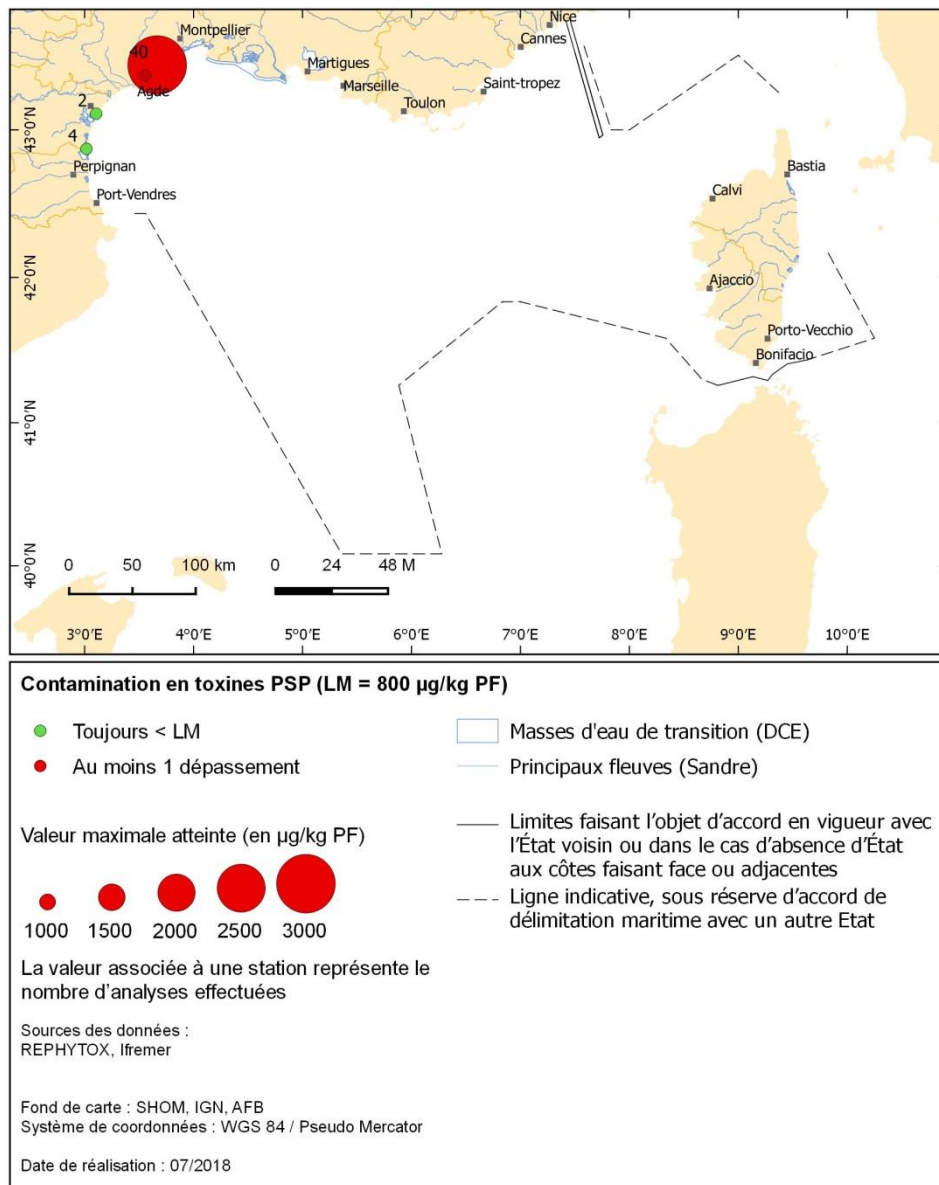 Nice
Montpellier
Cannes
40
Martigues
Saint-tropez
Marseille
Agde
Toulon
2
43°0'N
4
Perpignan
Bastia
Port-Vendres
Calvi
42°0'N
Ajaccio
Porto-Vecchio
Bonifacio
41°0'N
0 50 100 km
0 24 48 M
40°0'N
3°0'E 4°0'E 5°0'E 6°0'E 7°0'E 8°0'E 9°0'E 10°0'E
Contamination en toxines PSP (LM = 800 µg/kg PF)
Toujours < LM
Au moins 1 dépassement
Valeur maximale atteinte (en µg/kg PF)
1000 1500 2000 2500 3000
La valeur associée à une station représente le
nombre d'analyses effectuées
Sources des données :
REPHYTOX, Ifremer
Fond de carte : SHOM, IGN, AFB
Système de coordonnées : WGS 84 / Pseudo Mercator
Date de réalisation : 07/2018
Masses d'eau de transition (DCE)
Principaux fleuves (Sandre)
Limites faisant l'objet d'accord en vigueur avec
l'État voisin ou dans le cas d'absence d'État
aux côtes faisant face ou adjacentes
Ligne indicative, sous réserve d'accord de
délimitation maritime avec un autre Etat